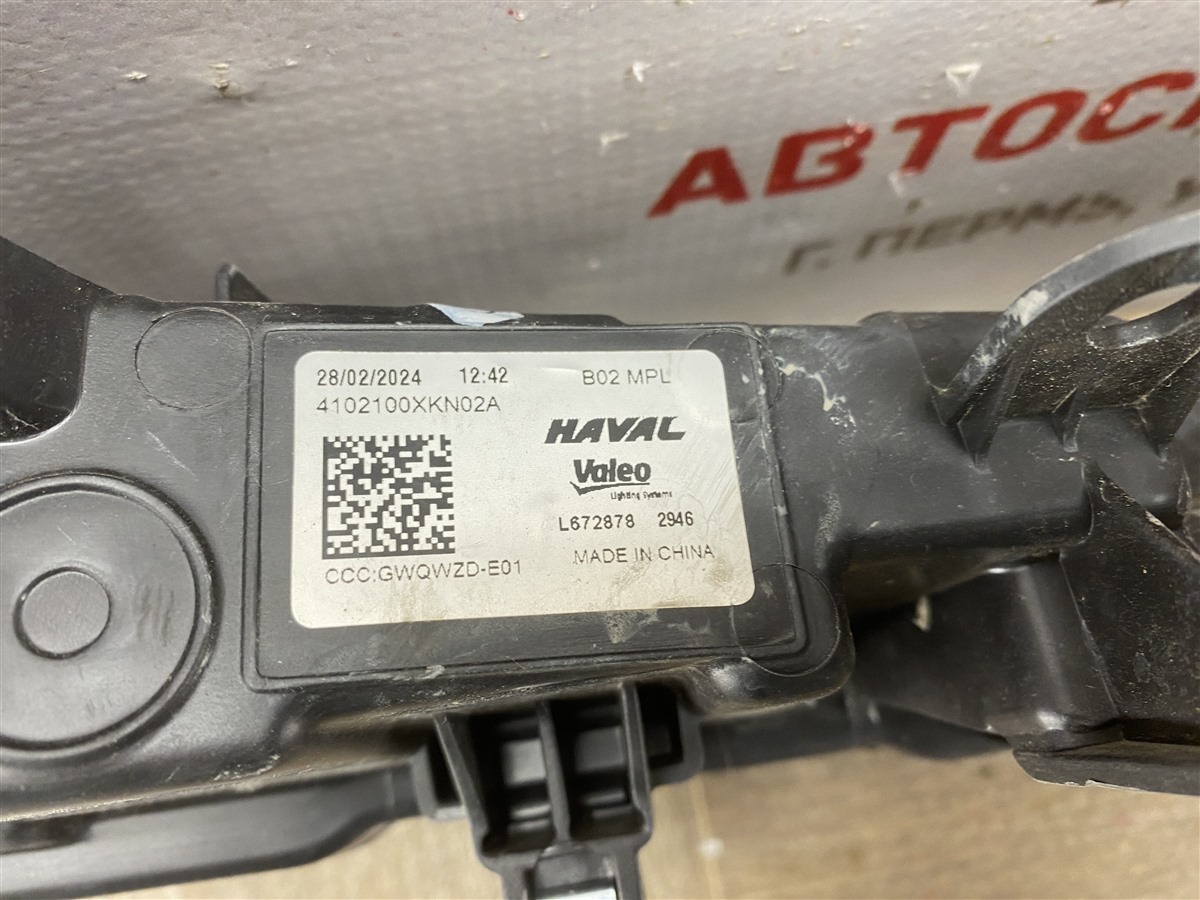 АВТОС
Г. ПЕРМЬ,
28/02/2024 12:42 B02 MPL
4102100XKN02A
HAVAL
Valeo
Lighting Systems
L672878 2946
CCC:GWQWZD-E01 MADE IN CHINA